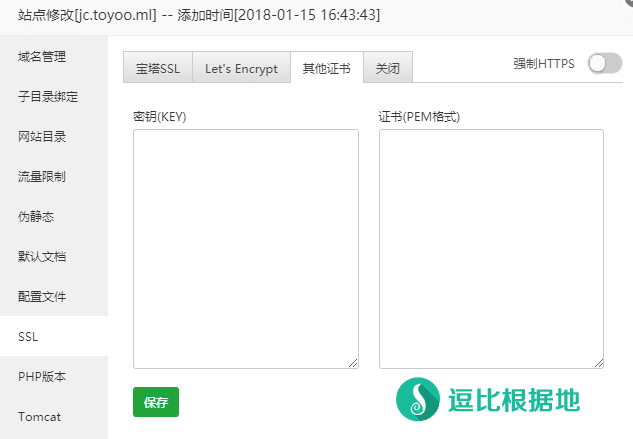 站点修改[jc.toyoo.ml] -- 添加时间[2018-01-15 16:43:43]
域名管理
子目录绑定
网站目录
流量限制
伪静态
默认文档
配置文件
SSL
PHP版本
Tomcat
宝塔SSL
Let's Encrypt
其他证书
关闭
强制HTTPS
密钥(KEY)
证书(PEM格式)
保存
逗比根据地